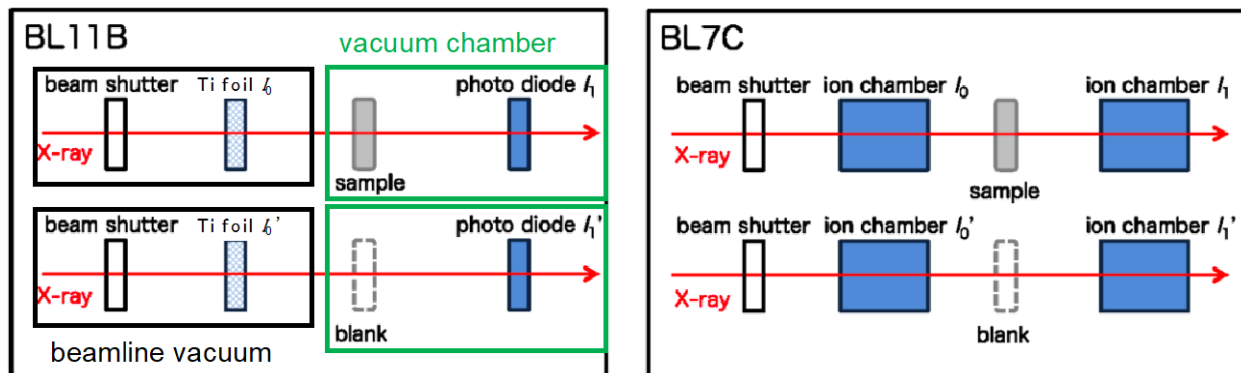 BL11B
vacuum chamber
beam shutter Ti foil I0 photo diode I1
X-ray
sample
beam shutter Ti foil I0' photo diode I1'
X-ray
blank
beamline vacuum
BL7C
beam shutter ion chamber I0 ion chamber I1
X-ray
sample
beam shutter ion chamber I0' ion chamber I1'
X-ray
blank